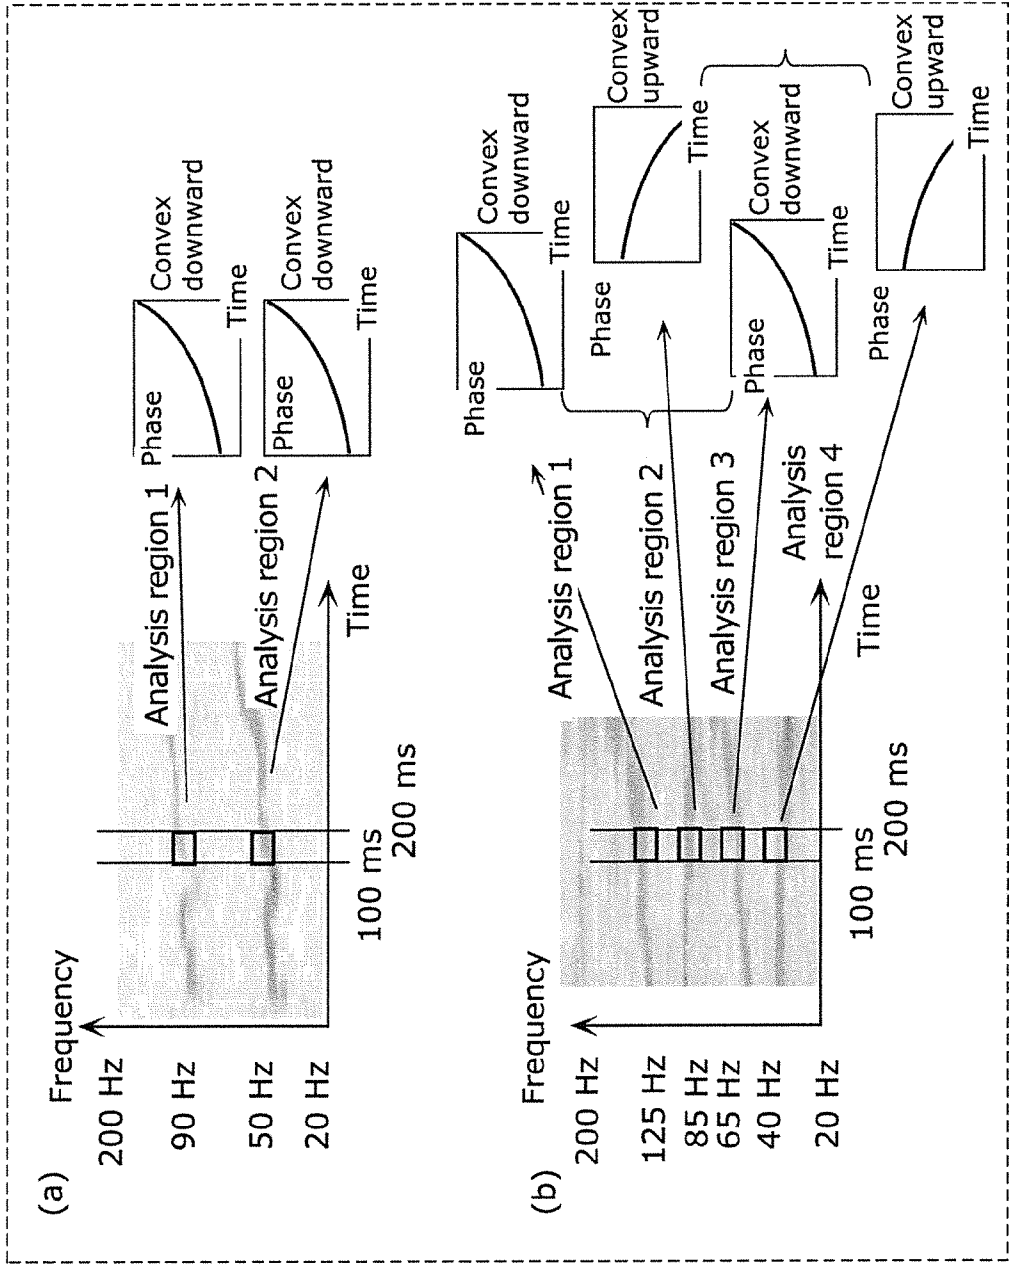 (a)
Frequency
200 Hz
90 Hz
50 Hz
20 Hz
100 ms
200 ms
Time
Analysis region 1
Analysis region 2
Phase
Time
Convex
downward
Phase
Time
Convex
downward
(b)
Frequency
200 Hz
125 Hz
85 Hz
65 Hz
40 Hz
20 Hz
100 ms
200 ms
Time
Analysis region 1
Analysis region 2
Analysis region 3
Analysis
region 4
Phase
Time
Convex
downward
Phase
Time
Convex
upward
Phase
Time
Convex
downward
Phase
Time
Convex
upward